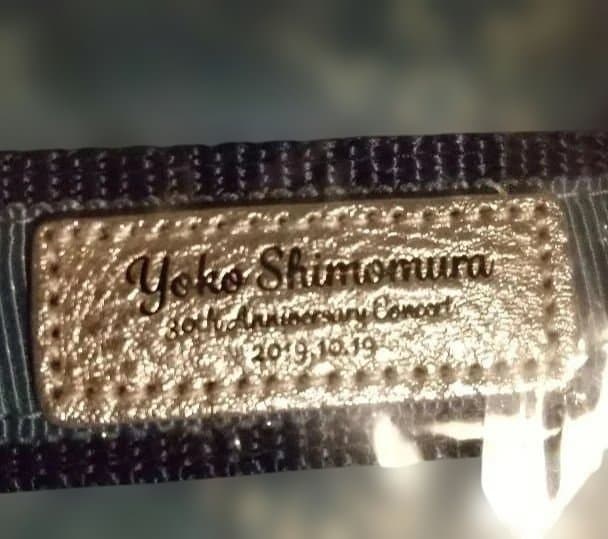 Yoko Shimomura
30th Anniversary Concert
2019.10.19